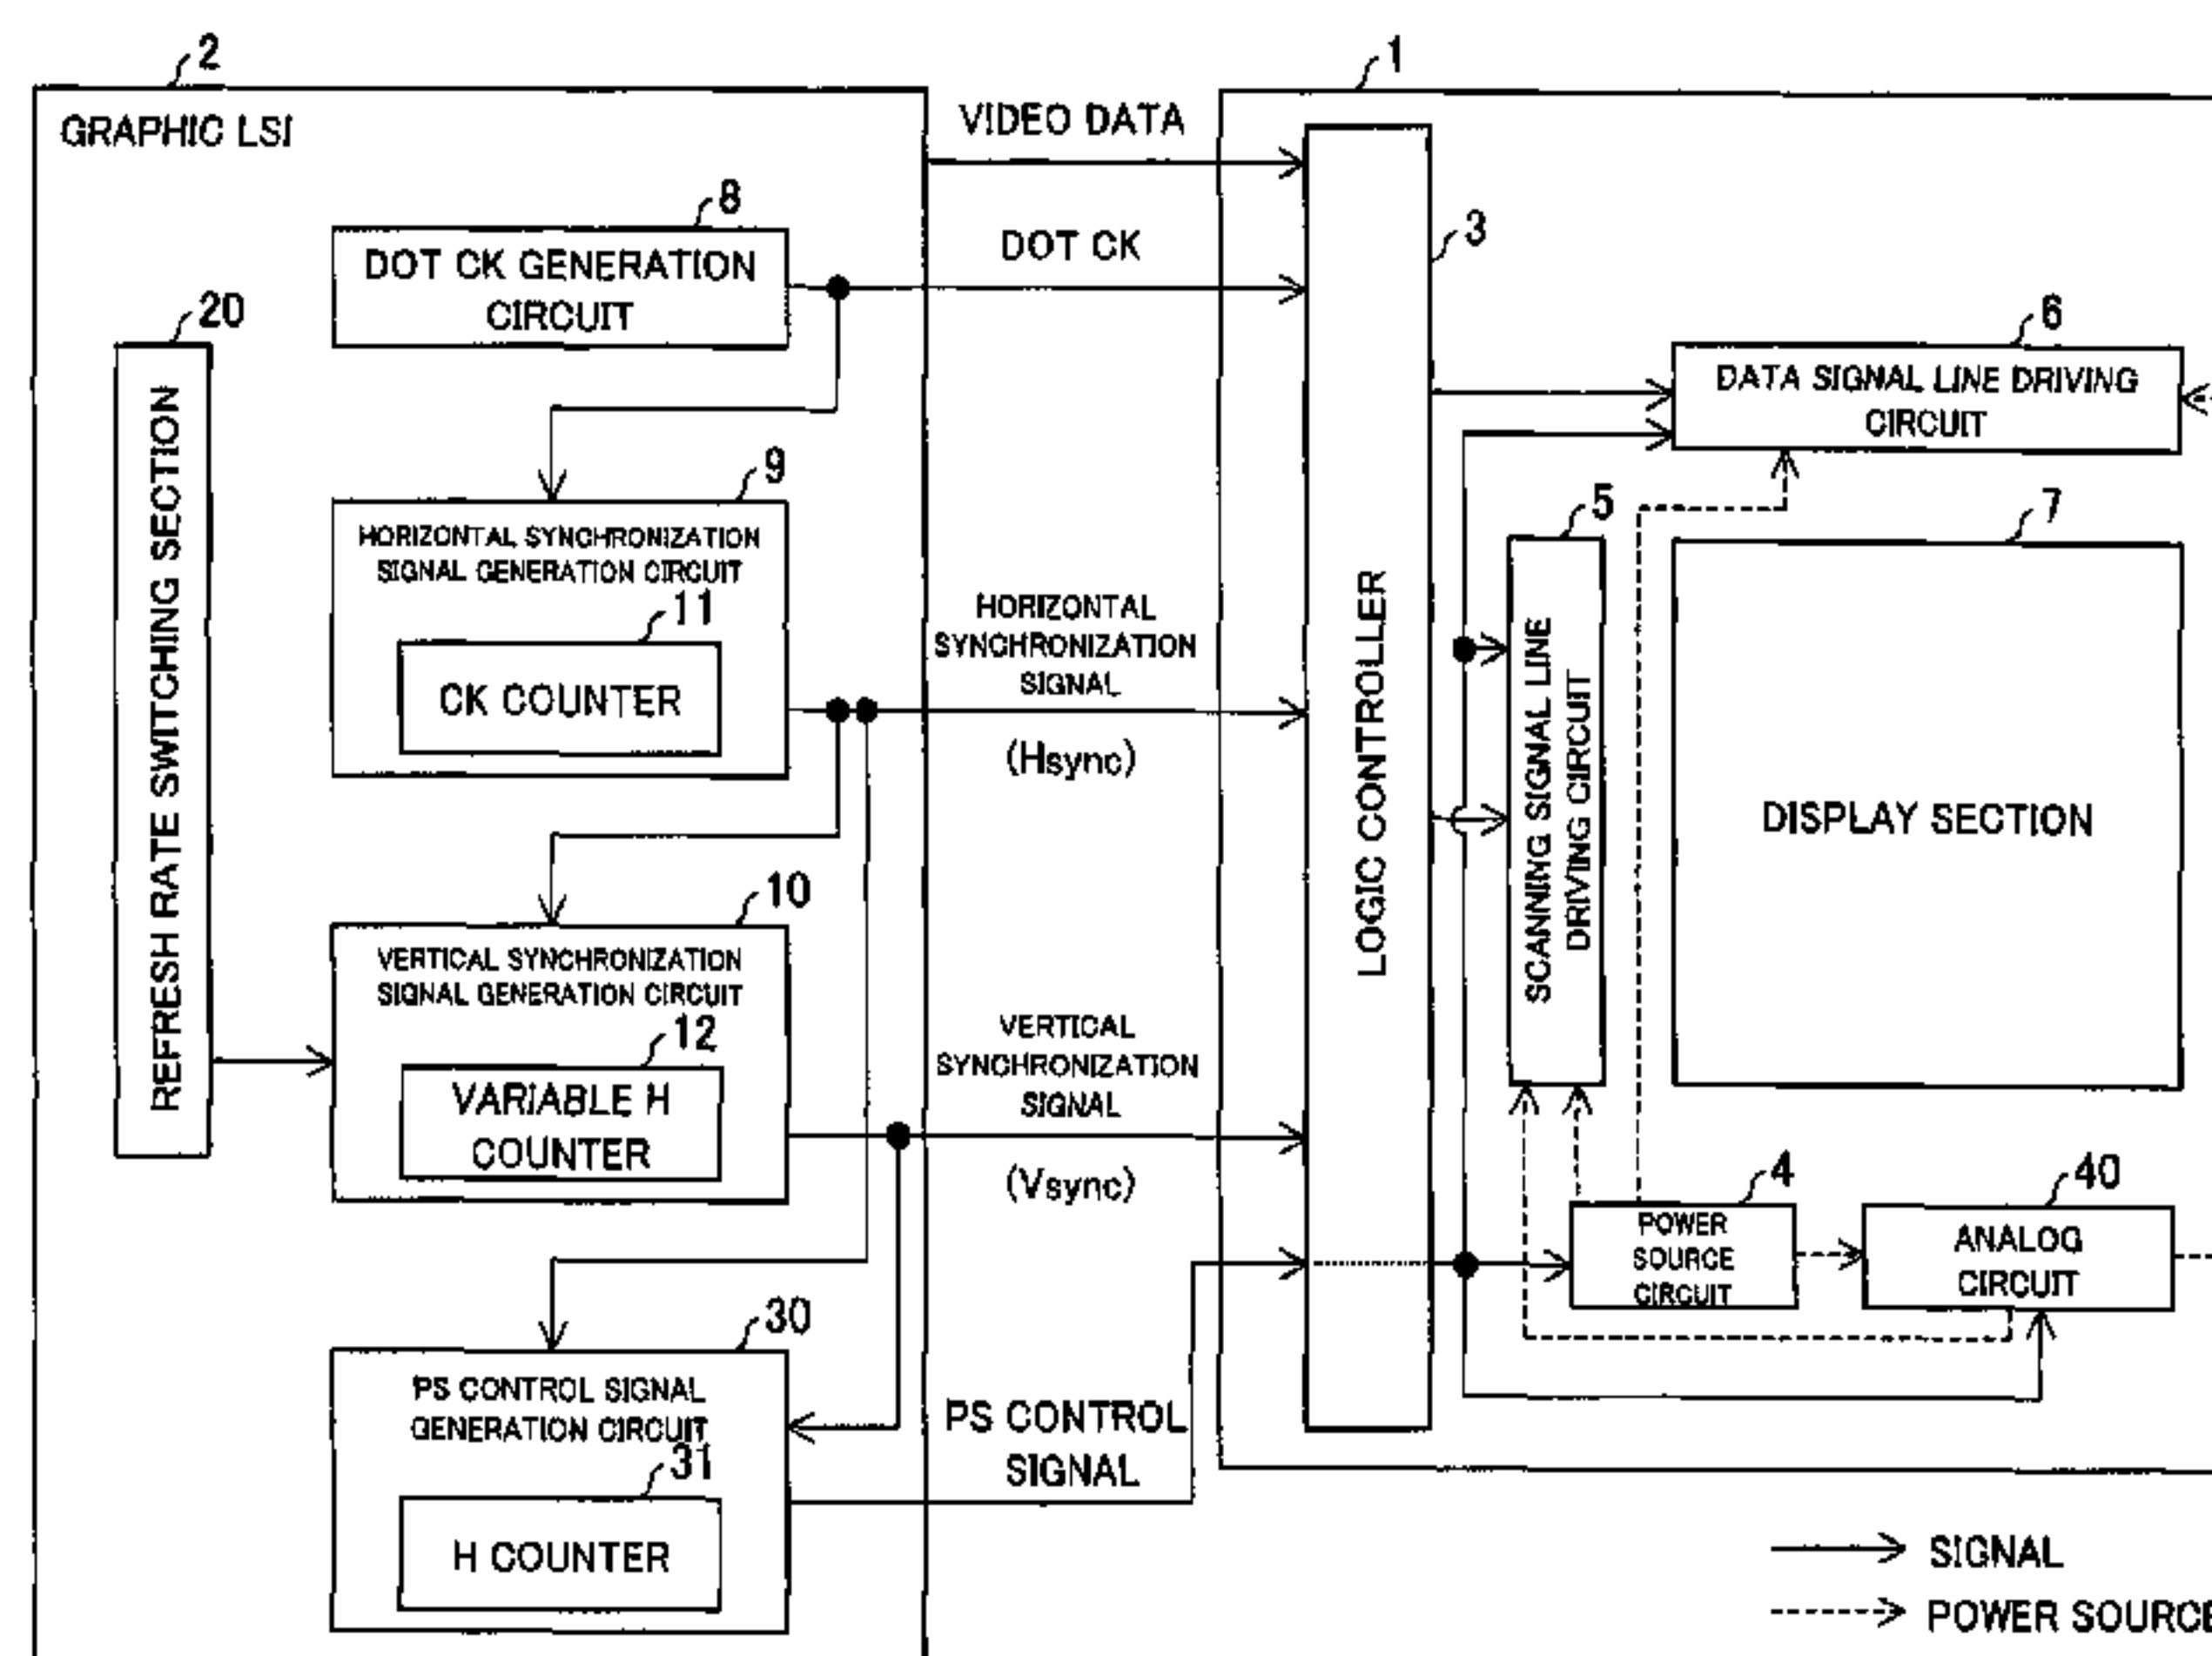 2
GRAPHIC LSI
20
REFRESH RATE SWITCHING SECTION
8
DOT CK GENERATION
CIRCUIT
9
HORIZONTAL SYNCHRONIZATION
SIGNAL GENERATION CIRCUIT
11
CK COUNTER
10
VERTICAL SYNCHRONIZATION
SIGNAL GENERATION CIRCUIT
12
VARIABLE H
COUNTER
30
PS CONTROL SIGNAL
GENERATION CIRCUIT
31
H COUNTER
VIDEO DATA
DOT CK
HORIZONTAL
SYNCHRONIZATION
SIGNAL
(Hsync)
VERTICAL
SYNCHRONIZATION
SIGNAL
(Vsync)
PS CONTROL
SIGNAL
1
3
LOGIC CONTROLLER
6
DATA SIGNAL LINE DRIVING
CIRCUIT
5
SCANNING SIGNAL LINE
DRIVING CIRCUIT
7
DISPLAY SECTION
4
POWER
SOURCE
CIRCUIT
40
ANALOG
CIRCUIT
SIGNAL
POWER SOURCE